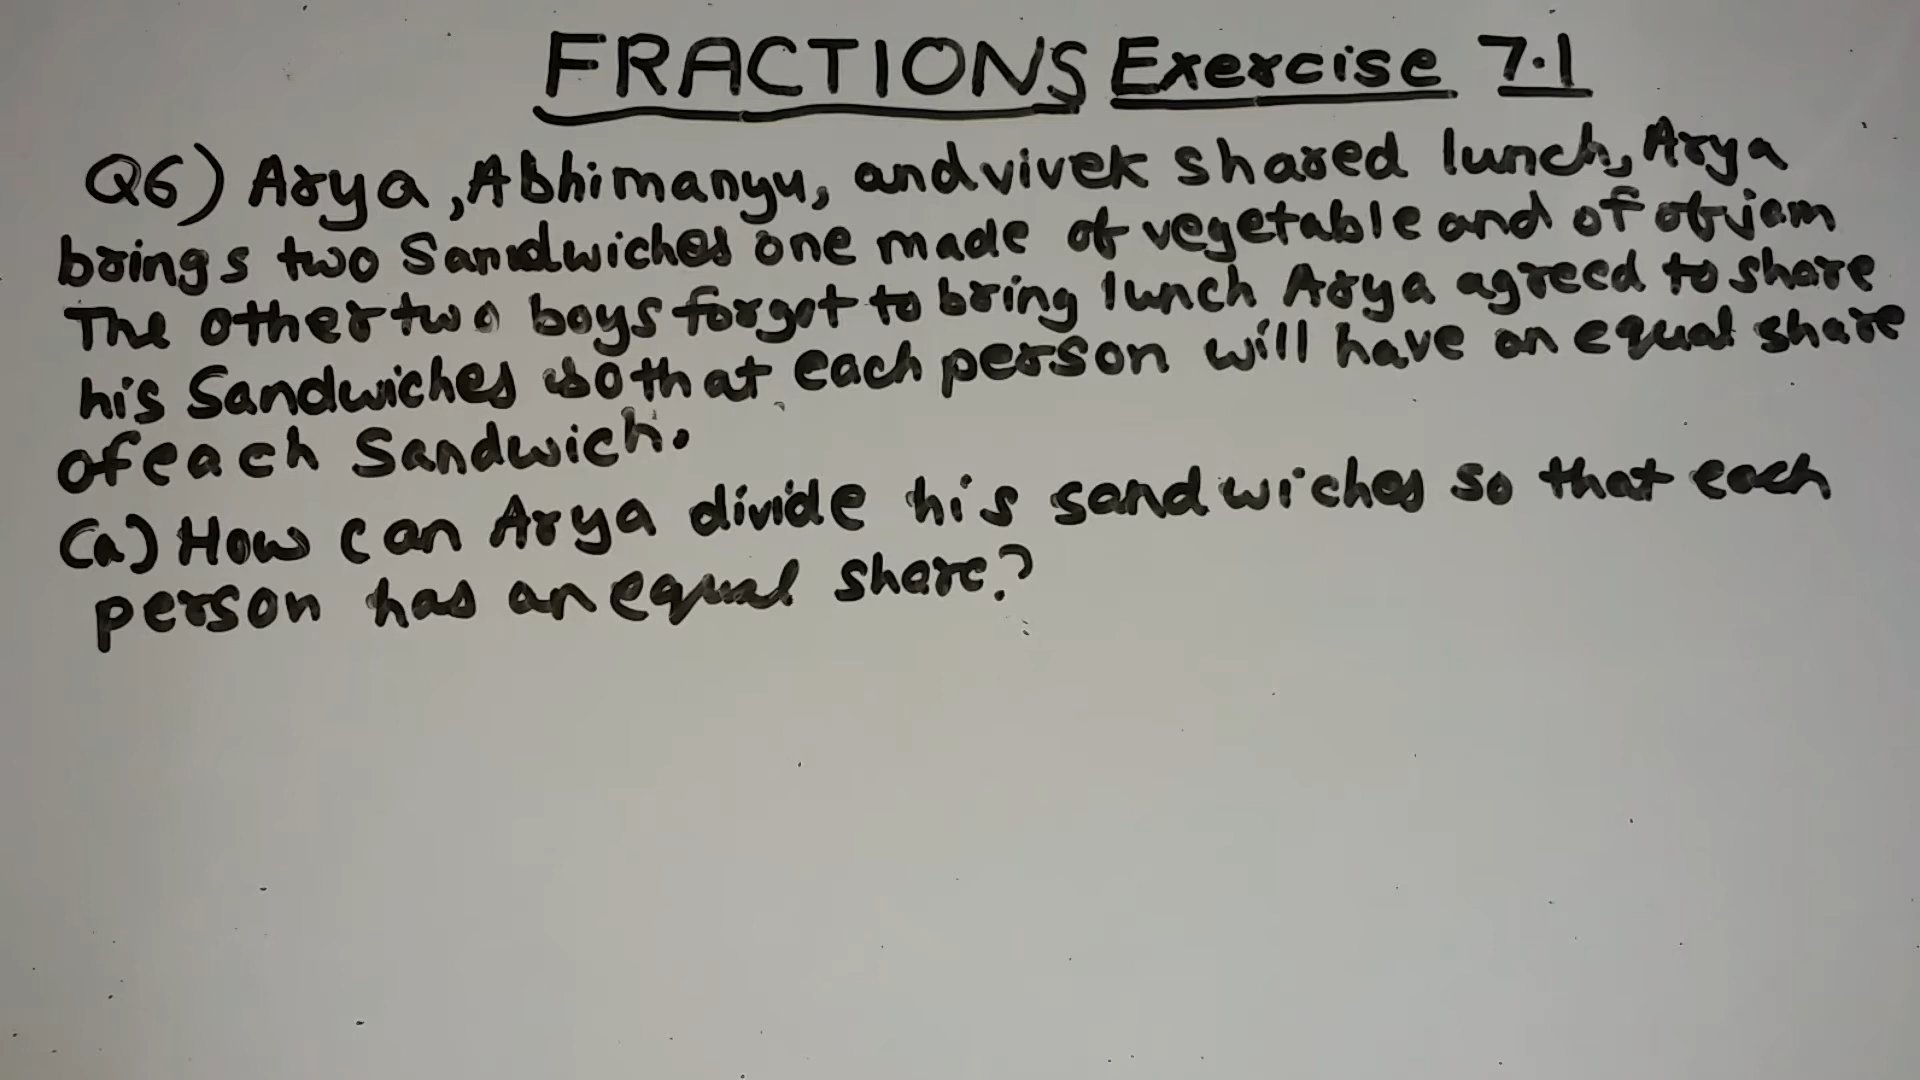 FRACTIONS Exercise 7.1
Q6) Arya, Abhimanyu, and vivek shared lunch, Arya
brings two Sandwiches one made of vegetable and of jam
The other two boys forgot to bring lunch Arya agreed to share
his Sandwiches so that each person will have an equal share
of each Sandwich.
(a) How can Arya divide his sandwiches so that each
person has an equal share?